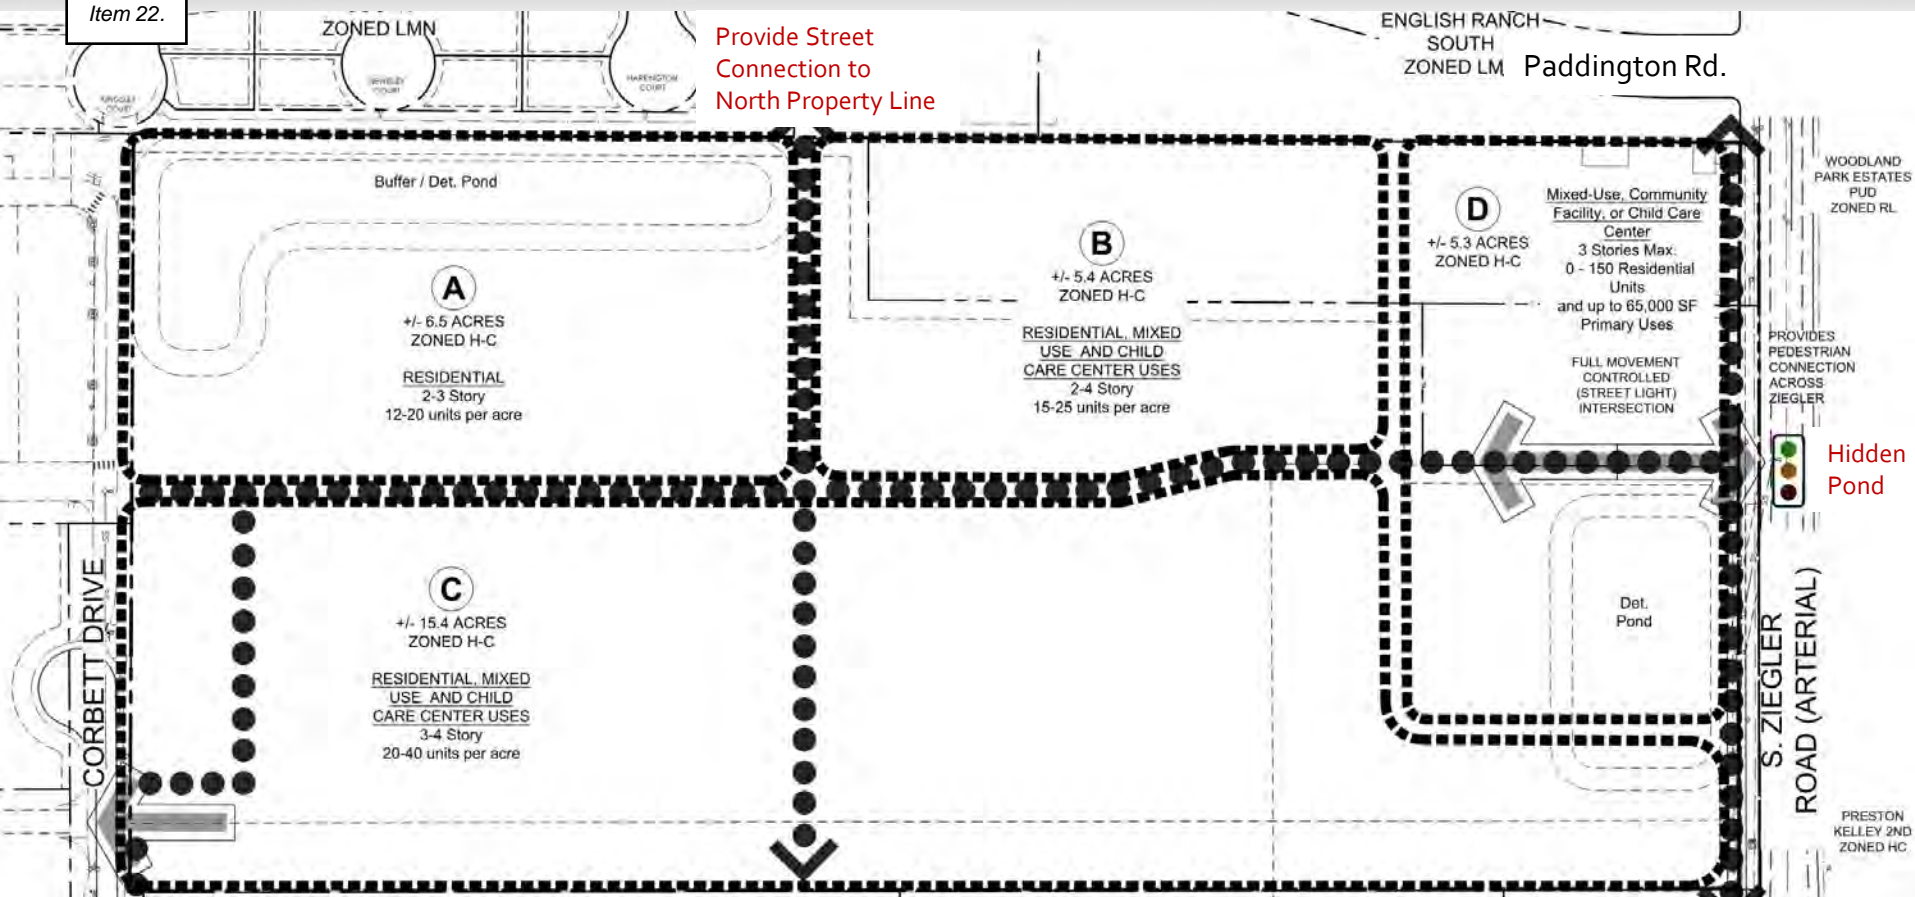 Item 22.
ZONED LMN
Provide Street
Connection to
North Property Line
ENGLISH RANCH
SOUTH
ZONED LM
Paddington Rd.
COURT
HARRINGTON
COURT
COURT
WOODLAND
PARK ESTATES
PUD
ZONED RL
Buffer / Det. Pond
A
+/- 6.5 ACRES
ZONED H-C
RESIDENTIAL
2-3 Story
12-20 units per acre
B
+/- 5.4 ACRES
ZONED H-C
RESIDENTIAL, MIXED
USE AND CHILD
CARE CENTER USES
2-4 Story
15-25 units per acre
D
+/- 5.3 ACRES
ZONED H-C
Mixed-Use, Community
Facility, or Child Care
Center
3 Stories Max.
0 - 150 Residential
Units
and up to 65,000 SF
Primary Uses
FULL MOVEMENT
CONTROLLED
(STREET LIGHT)
INTERSECTION
PROVIDES
PEDESTRIAN
CONNECTION
ACROSS
ZIEGLER
Hidden
Pond
C
+/- 15.4 ACRES
ZONED H-C
RESIDENTIAL, MIXED
USE AND CHILD
CARE CENTER USES
3-4 Story
20-40 units per acre
Det.
Pond
CORBETT DRIVE
S. ZIEGLER
ROAD (ARTERIAL)
PRESTON
KELLEY 2ND
ZONED HC